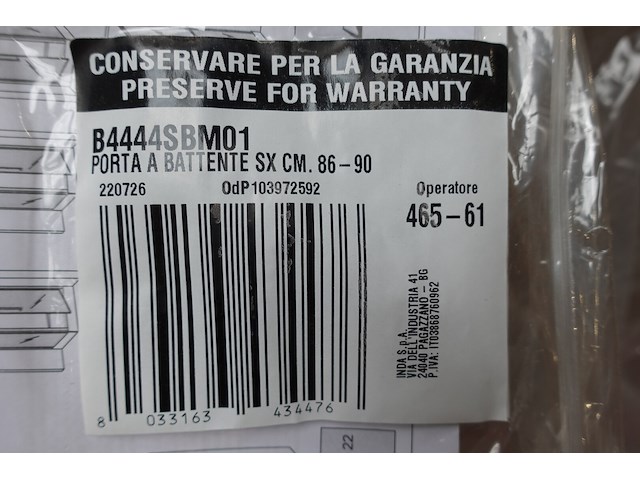 CONSERVARE PER LA GARANZIA
PRESERVE FOR WARRANTY
B4444SBM01
PORTA A BATTENTE SX CM. 86-90
220726 OdP103972592 Operatore
465-61
INDA S.p.A.
VIA DELL'INDUSTRIA 41
24040 PAGAZZANO - BG
P.IVA: IT03868760962
8 033163 434476
22